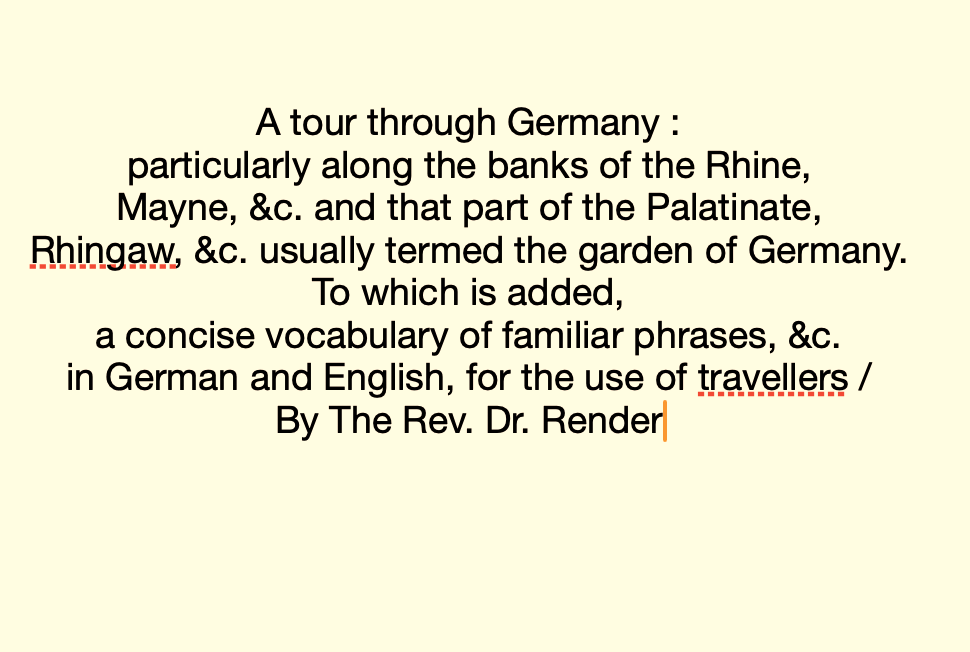 A tour through Germany :
particularly along the banks of the Rhine,
Mayne, &c. and that part of the Palatinate,
Rhingaw, &c. usually termed the garden of Germany.
To which is added,
a concise vocabulary of familiar phrases, &c.
in German and English, for the use of travellers /
By The Rev. Dr. Render